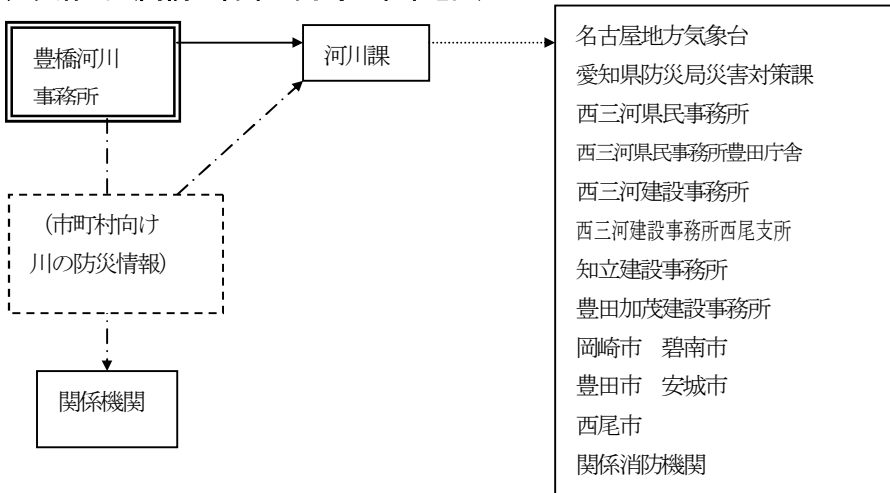 豊橋河川
事務所
河川課
(市町村向け
川の防災情報)
関係機関
名古屋地方気象台
愛知県防災局災害対策課
西三河県民事務所
西三河県民事務所豊田庁舎
西三河建設事務所
西三河建設事務所西尾支所
知立建設事務所
豊田加茂建設事務所
岡崎市　碧南市
豊田市　安城市
西尾市
関係消防機関